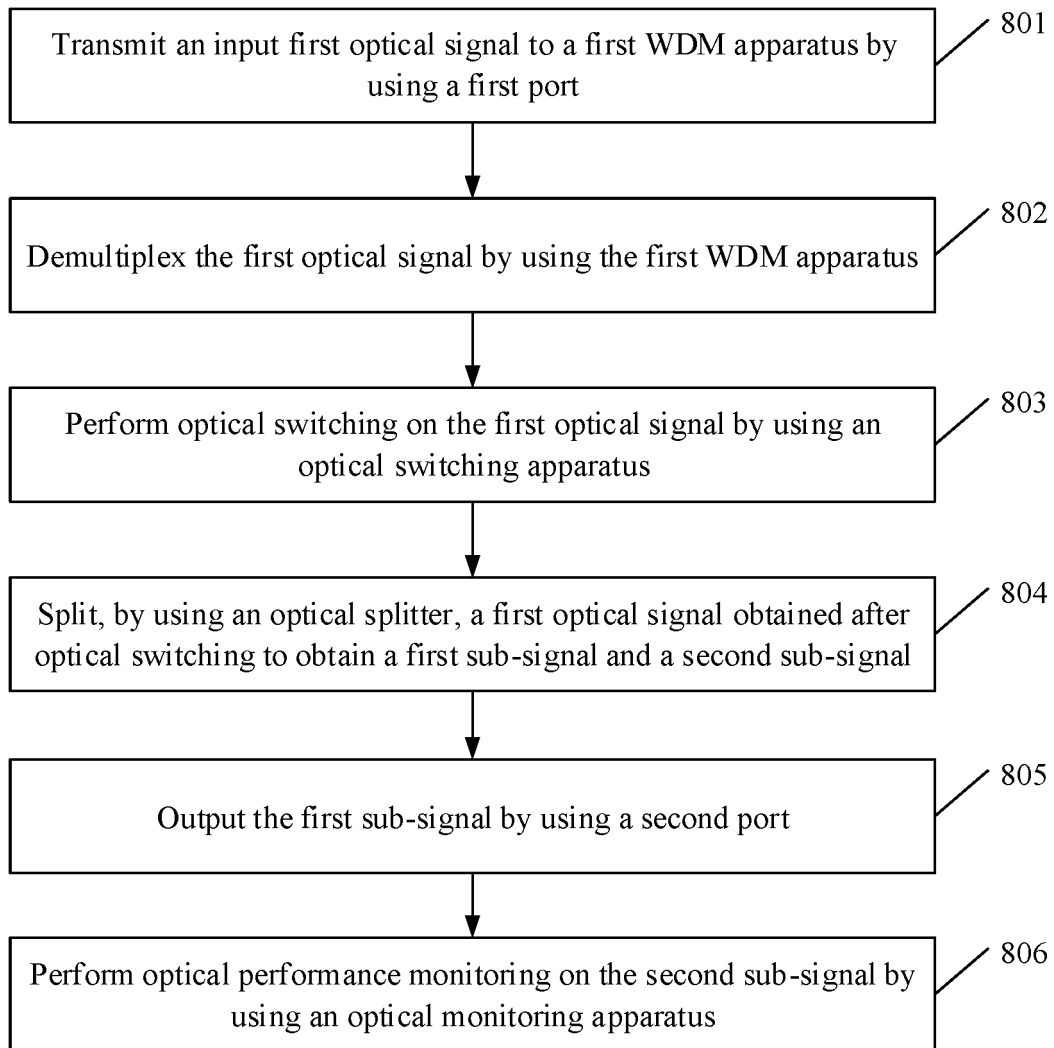 801
Transmit an input first optical signal to a first WDM apparatus by
using a first port
802
Demultiplex the first optical signal by using the first WDM apparatus
803
Perform optical switching on the first optical signal by using an
optical switching apparatus
804
Split, by using an optical splitter, a first optical signal obtained after
optical switching to obtain a first sub-signal and a second sub-signal
805
Output the first sub-signal by using a second port
806
Perform optical performance monitoring on the second sub-signal by
using an optical monitoring apparatus